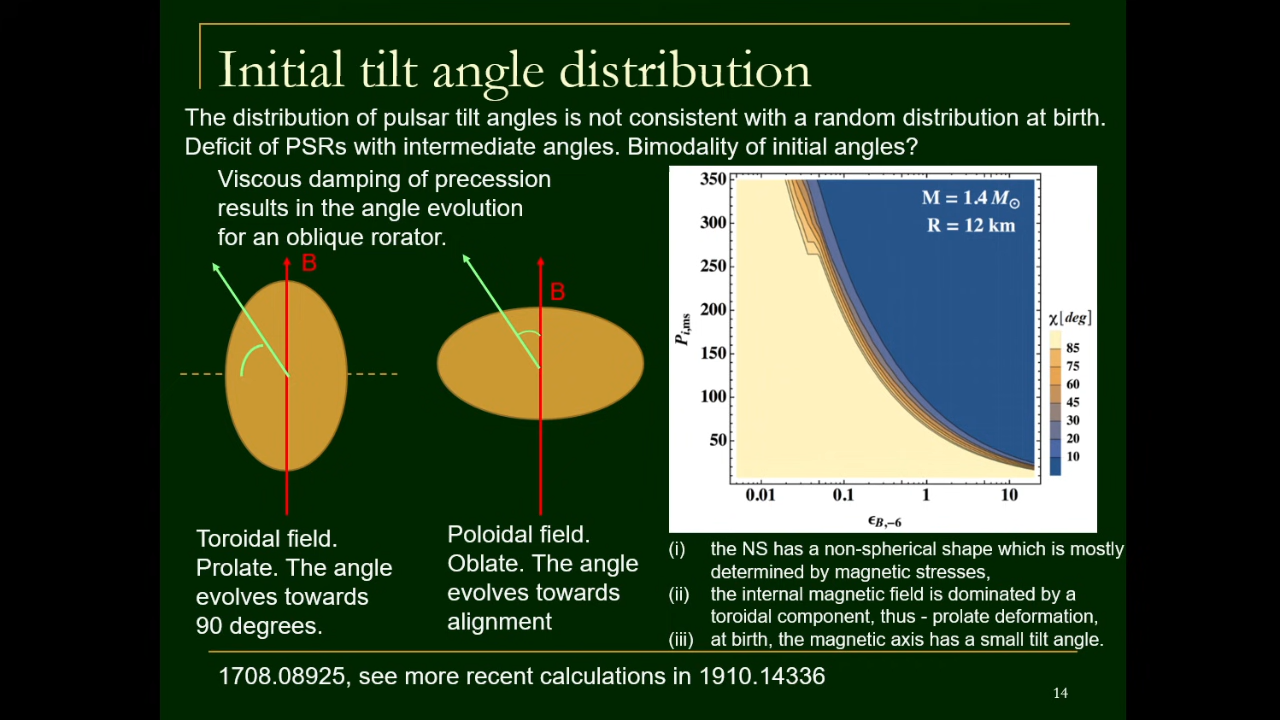 Initial tilt angle distribution
The distribution of pulsar tilt angles is not consistent with a random distribution at birth.
Deficit of PSRs with intermediate angles. Bimodality of initial angles?
Viscous damping of precession
results in the angle evolution
for an oblique rorator.
B
B
Toroidal field.
Prolate. The angle
evolves towards
90 degrees.
Poloidal field.
Oblate. The angle
evolves towards
alignment
350
300
250
200
150
100
50
P_i,ms
M = 1.4 M⊙
R = 12 km
0.01 0.1 1 10
ϵ_B,−6
χ[deg]
85
75
60
45
30
20
10
(i) the NS has a non-spherical shape which is mostly
determined by magnetic stresses,
(ii) the internal magnetic field is dominated by a
toroidal component, thus - prolate deformation,
(iii) at birth, the magnetic axis has a small tilt angle.
1708.08925, see more recent calculations in 1910.14336
14